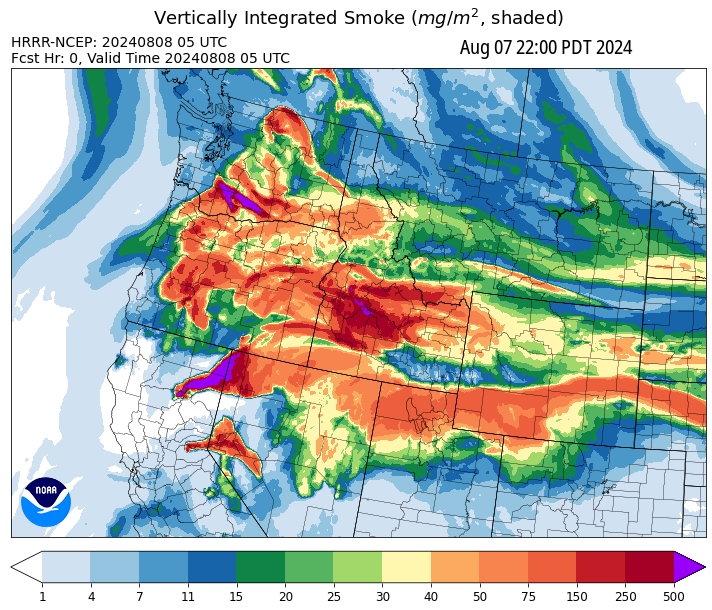 Vertically Integrated Smoke (mg/m², shaded)
HRRR-NCEP: 20240808 05 UTC
Fcst Hr: 0, Valid Time 20240808 05 UTC
Aug 07 22:00 PDT 2024
NOAA
1 4 7 11 15 20 25 30 40 50 75 150 250 500